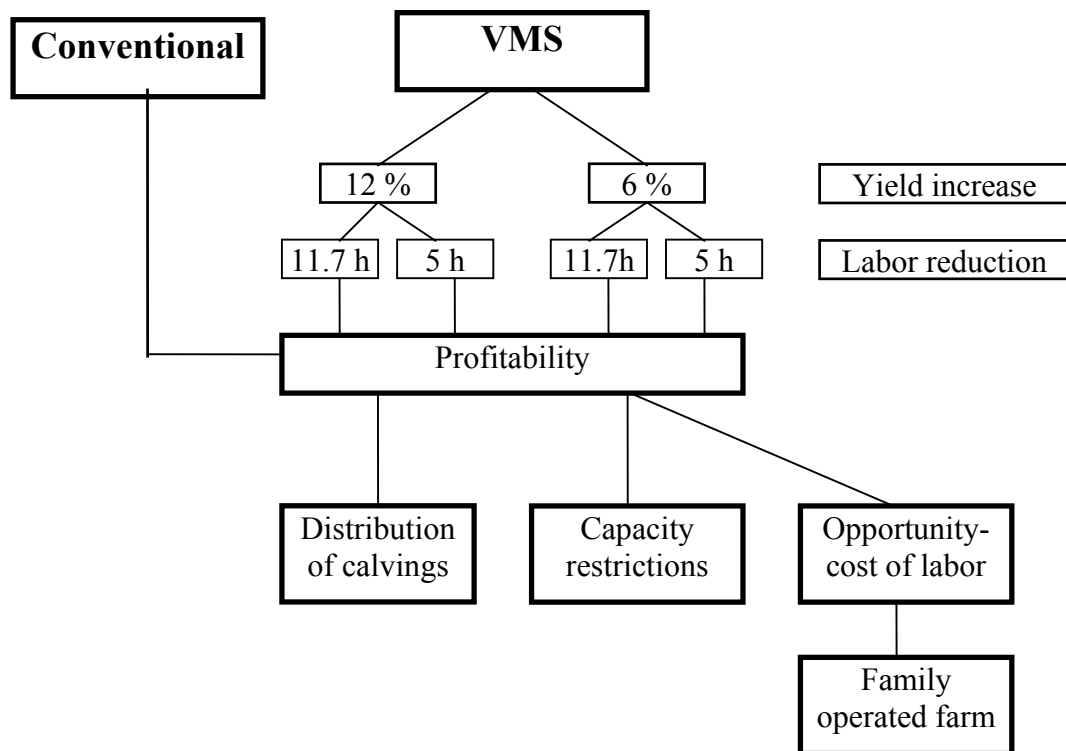 Conventional
VMS
12 %
6 %
Yield increase
11.7 h
5 h
11.7h
5 h
Labor reduction
Profitability
Distribution
of calvings
Capacity
restrictions
Opportunity-
cost of labor
Family
operated farm